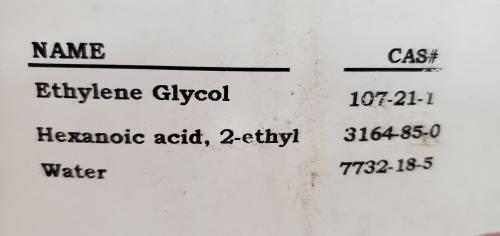 NAME CAS#
Ethylene Glycol 107-21-1
Hexanoic acid, 2-ethyl 3164-85-0
Water 7732-18-5